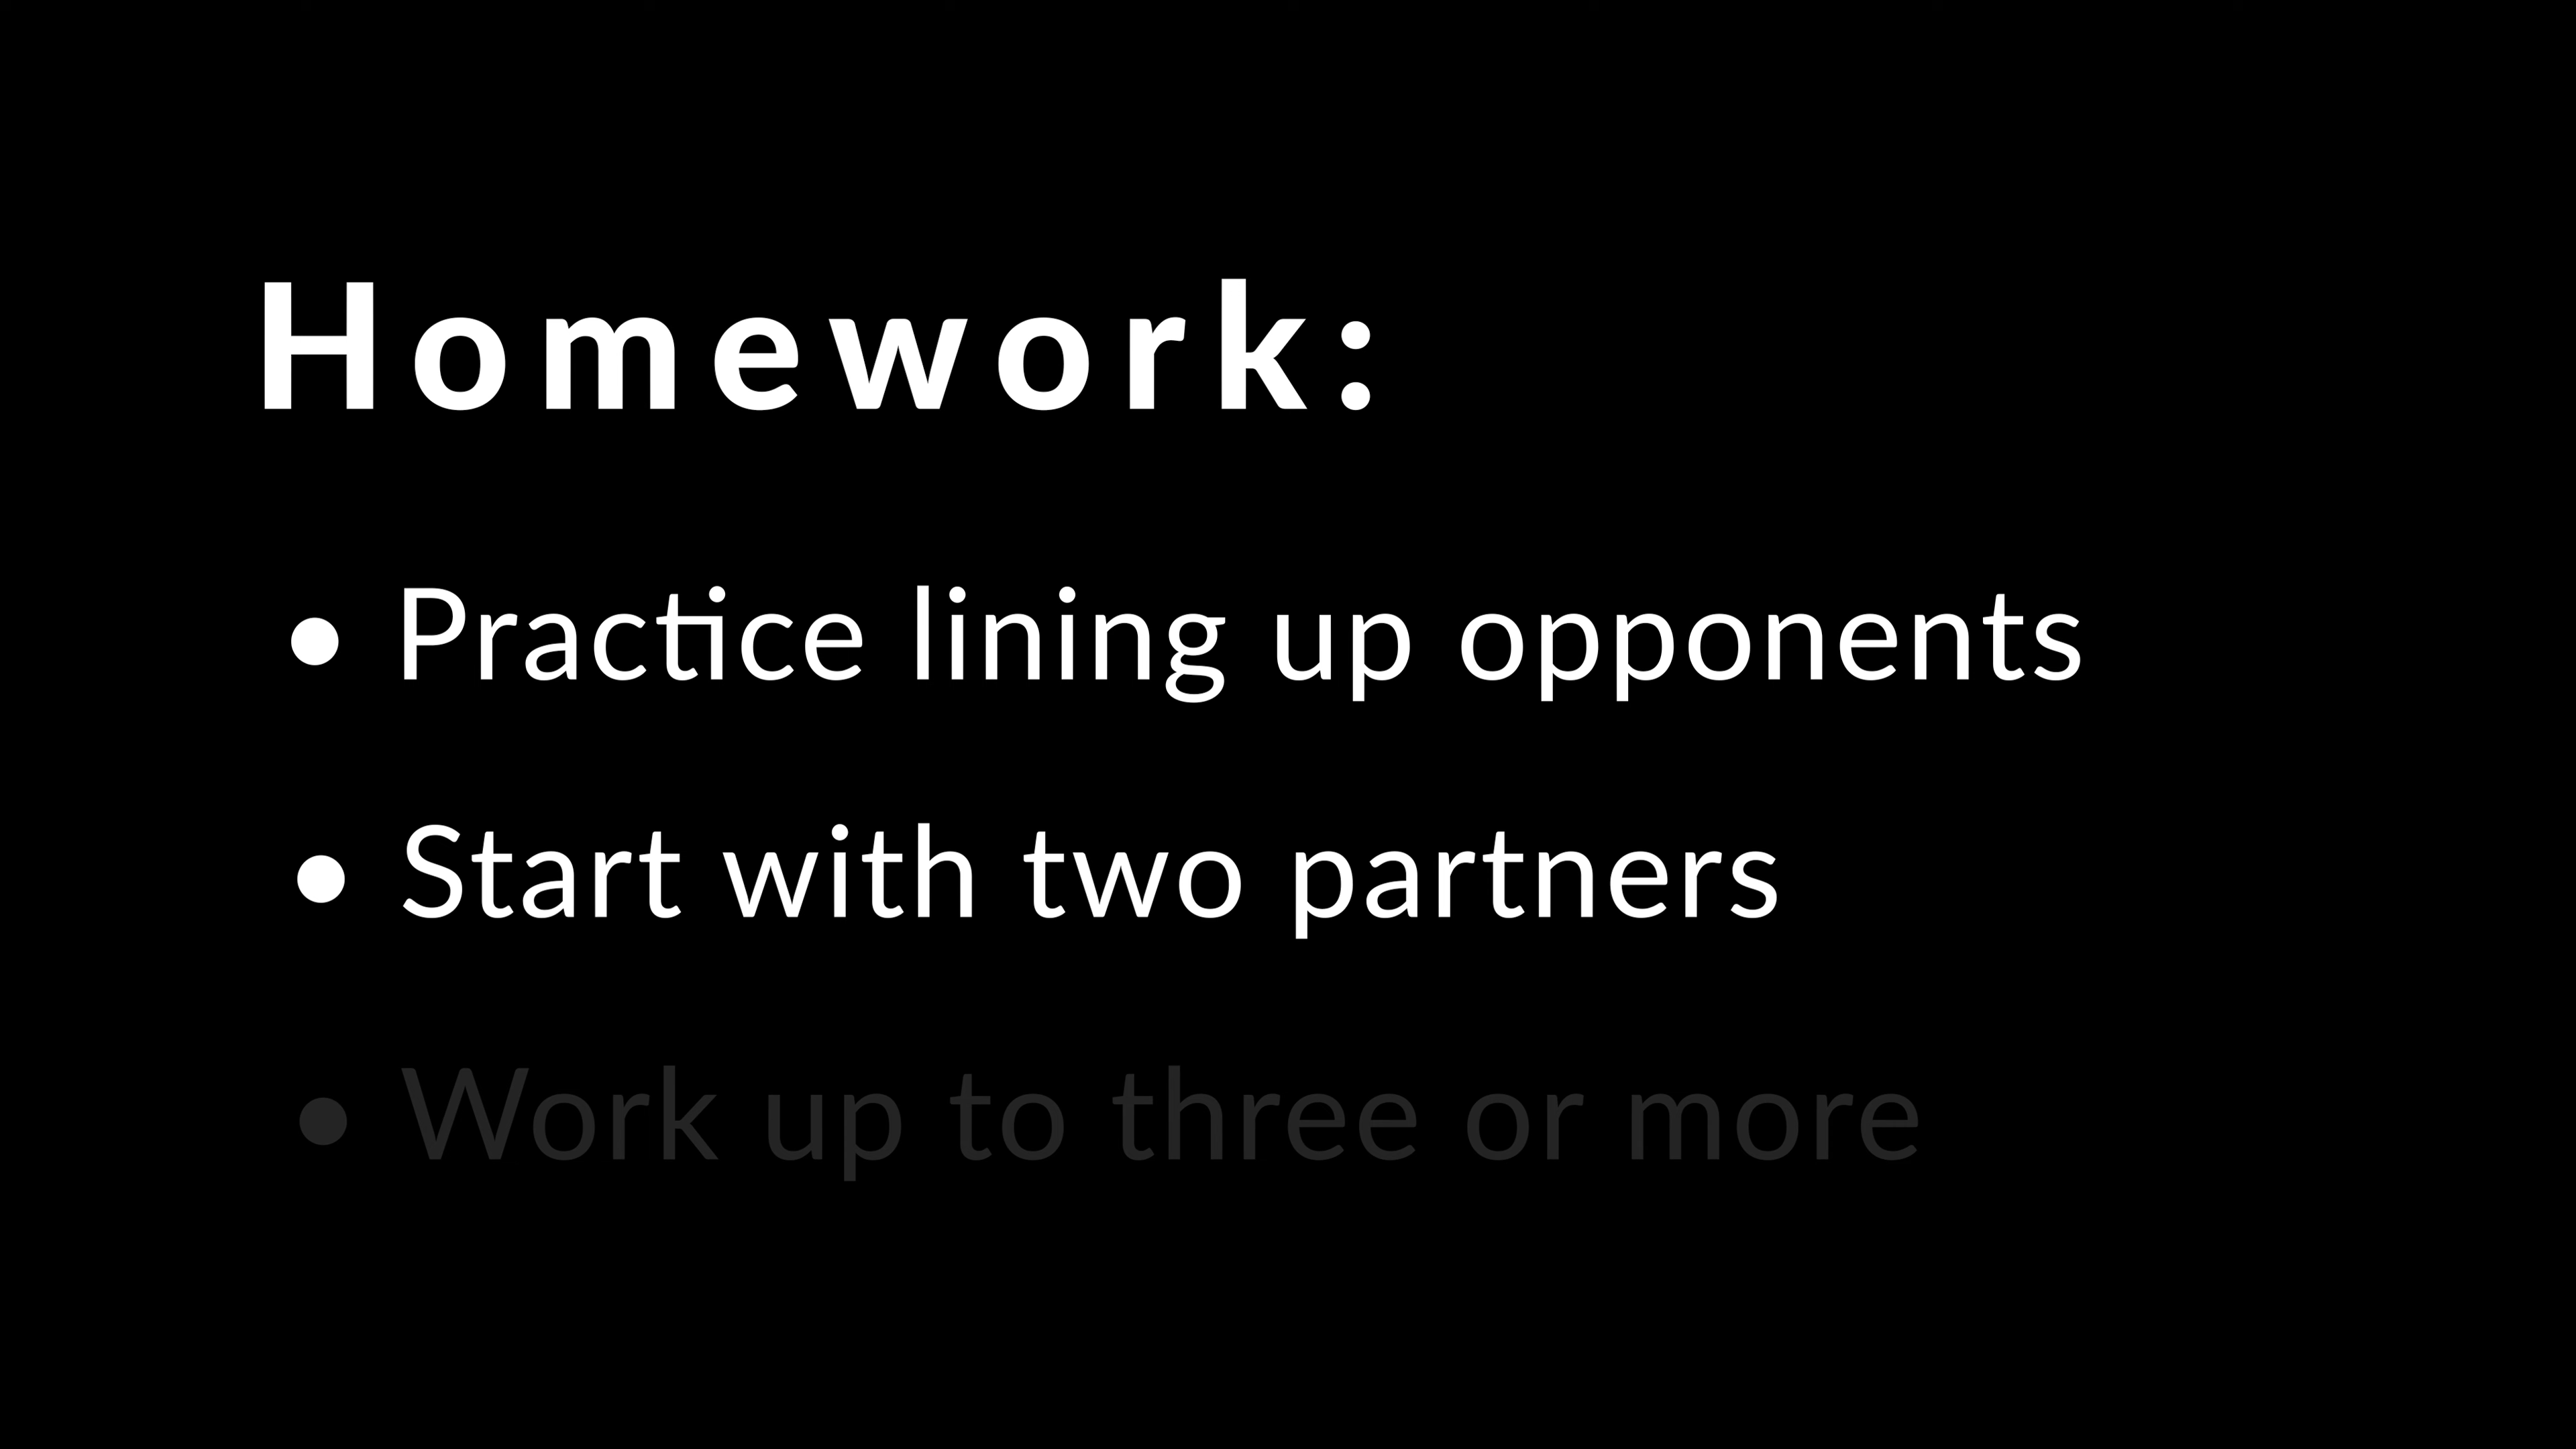 Homework:
• Practice lining up opponents
• Start with two partners
• Work up to three or more